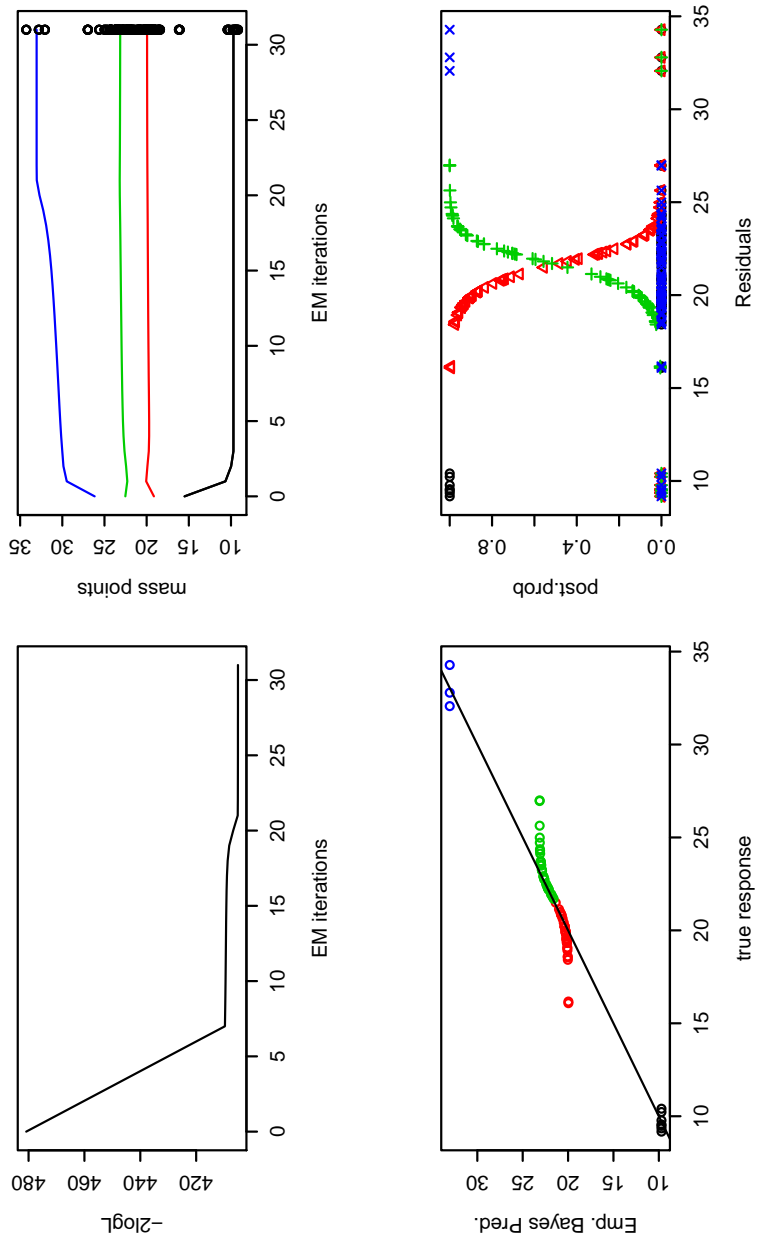 −2logL
480
460
440
420
0 5 10 15 20 25 30
EM iterations
mass points
35
30
25
20
15
10
0 5 10 15 20 25 30
EM iterations
Emp. Bayes Pred.
30
25
20
15
10
10 15 20 25 30 35
true response
post.prob
0.8
0.4
0.0
10 15 20 25 30 35
Residuals